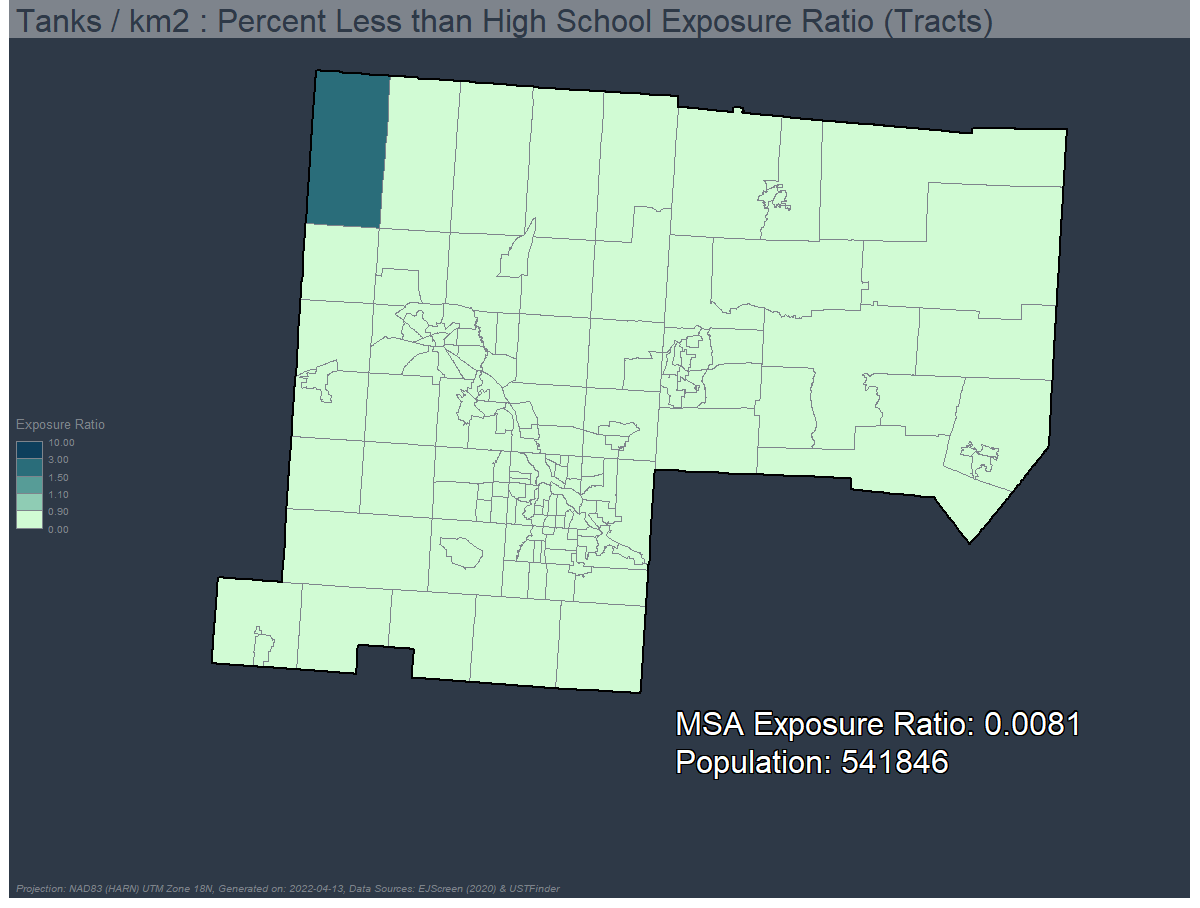 Tanks / km2 : Percent Less than High School Exposure Ratio (Tracts)
Exposure Ratio
10.00
3.00
1.50
1.10
0.90
0.00
MSA Exposure Ratio: 0.0081
Population: 541846
Projection: NAD83 (HARN) UTM Zone 18N, Generated on: 2022-04-13, Data Sources: EJScreen (2020) & USTFinder